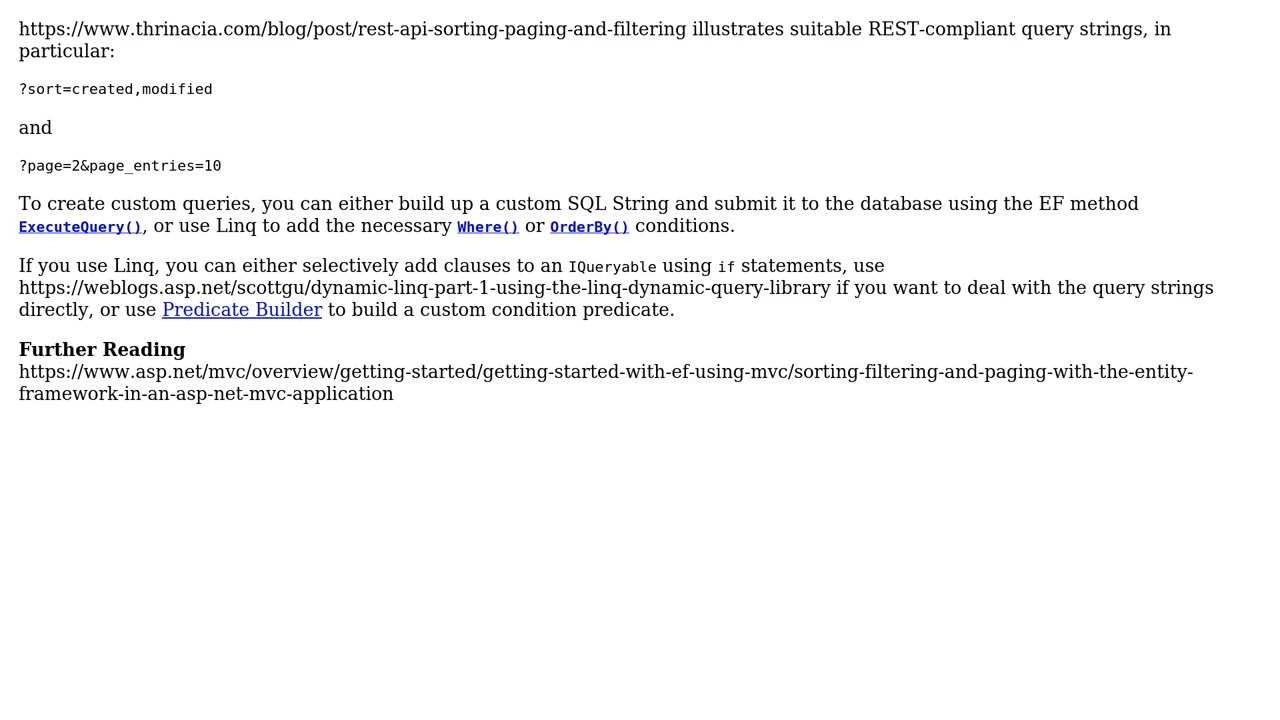 https://www.thrinacia.com/blog/post/rest-api-sorting-paging-and-filtering illustrates suitable REST-compliant query strings, in
particular:
?sort=created,modified
and
?page=2&page_entries=10
To create custom queries, you can either build up a custom SQL String and submit it to the database using the EF method
ExecuteQuery(), or use Linq to add the necessary Where() or OrderBy() conditions.
If you use Linq, you can either selectively add clauses to an IQueryable using if statements, use
https://weblogs.asp.net/scottgu/dynamic-linq-part-1-using-the-linq-dynamic-query-library if you want to deal with the query strings
directly, or use Predicate Builder to build a custom condition predicate.
Further Reading
https://www.asp.net/mvc/overview/getting-started/getting-started-with-ef-using-mvc/sorting-filtering-and-paging-with-the-entity-
framework-in-an-asp-net-mvc-application